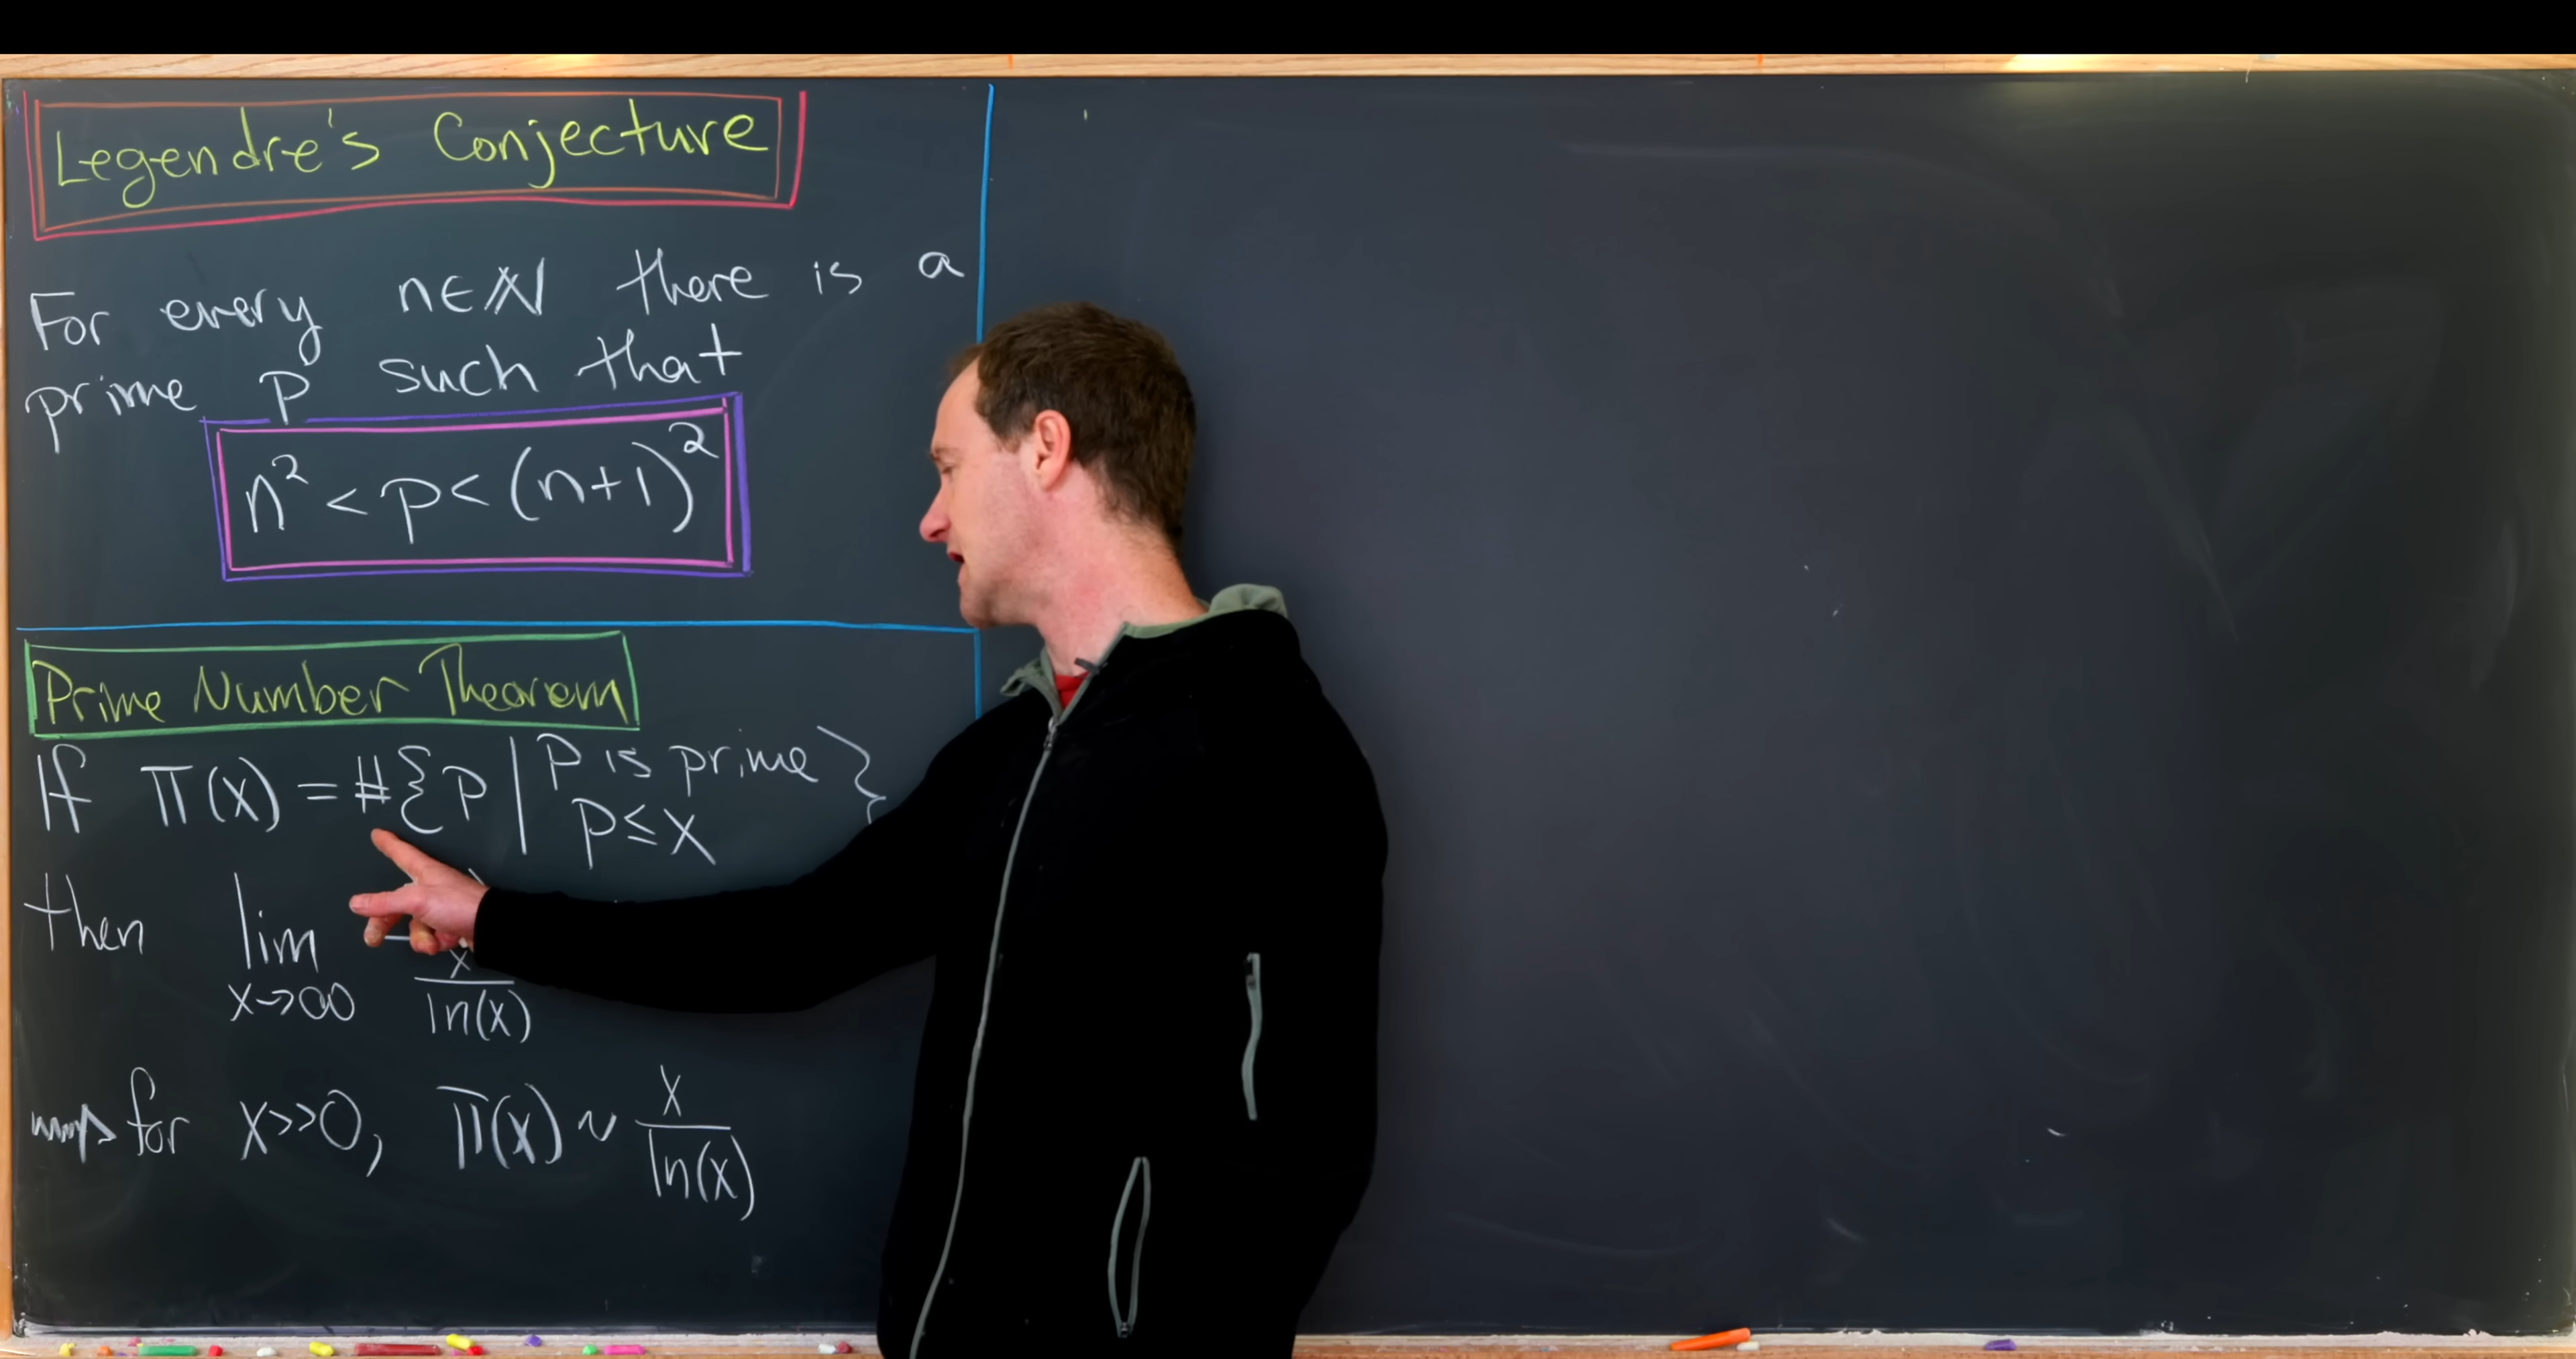 Legendre's Conjecture
For every n∈ℕ there is a
prime p such that
n² < p < (n+1)²
Prime Number Theorem
If π(x) = #{p | p is prime }
p ≤ x
then lim
x→∞
x
ln(x)
for x>>0, π(x) ~ x
ln(x)